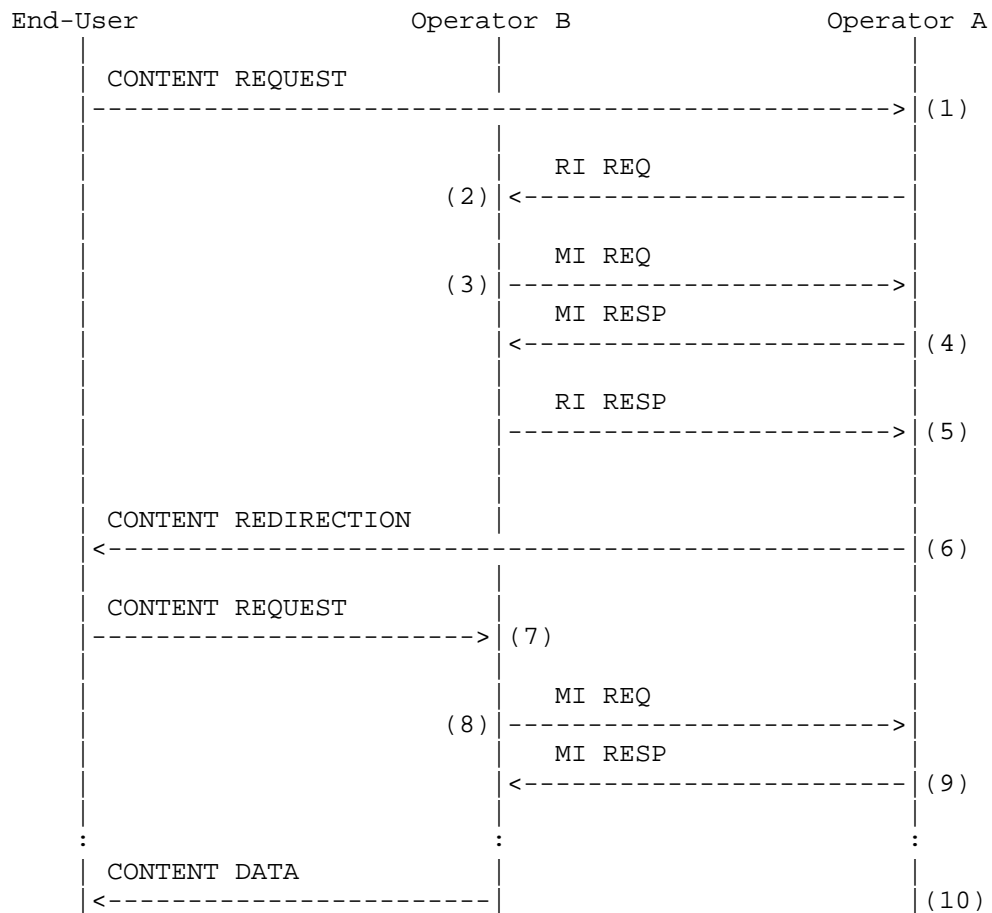 End-User Operator B Operator A
CONTENT REQUEST
(1)
RI REQ
(2)
MI REQ
(3)
MI RESP
(4)
RI RESP
(5)
CONTENT REDIRECTION
(6)
CONTENT REQUEST
(7)
MI REQ
(8)
MI RESP
(9)
:  :  :
CONTENT DATA
(10)